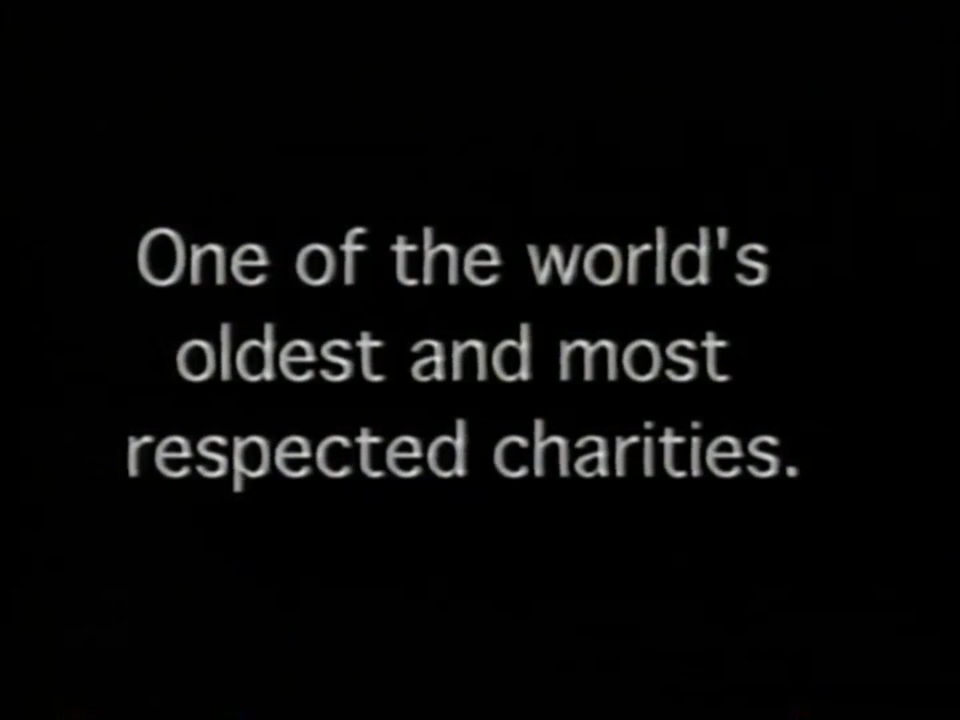 One of the world's
oldest and most
respected charities.